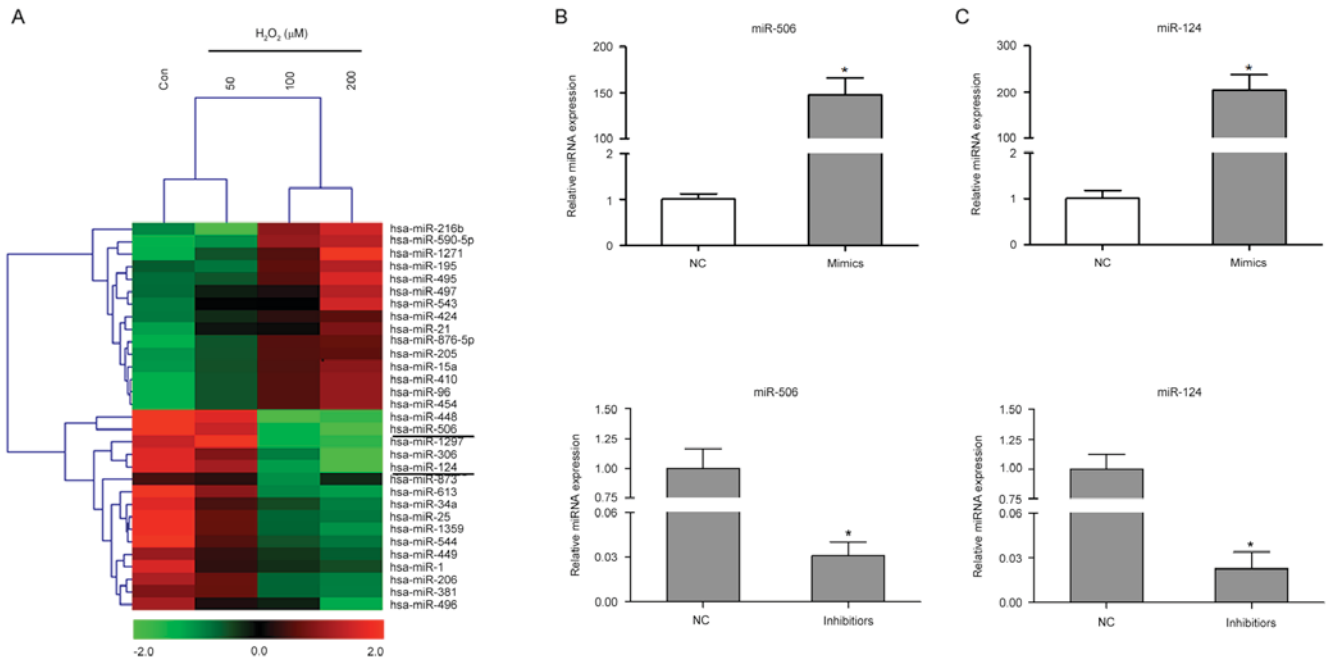 A
H₂O₂ (μM)
Con
50
100
200
hsa-miR-216b
hsa-miR-590-5p
hsa-miR-1271
hsa-miR-195
hsa-miR-495
hsa-miR-497
hsa-miR-543
hsa-miR-424
hsa-miR-21
hsa-miR-876-5p
hsa-miR-205
hsa-miR-15a
hsa-miR-410
hsa-miR-96
hsa-miR-454
hsa-miR-448
hsa-miR-506
hsa-miR-1297
hsa-miR-306
hsa-miR-124
hsa-miR-873
hsa-miR-613
hsa-miR-34a
hsa-miR-25
hsa-miR-1359
hsa-miR-544
hsa-miR-449
hsa-miR-1
hsa-miR-206
hsa-miR-381
hsa-miR-496
-2.0 0.0 2.0
B
miR-506
Relative miRNA expression
200
150
100
2
1
0
*
NC Mimics
miR-506
Relative miRNA expression
1.50
1.25
1.00
0.75
0.06
0.03
0.00
*
NC Inhibitiors
C
miR-124
Relative miRNA expression
300
200
100
2
1
0
*
NC Mimics
miR-124
Relative miRNA expression
1.50
1.25
1.00
0.75
0.06
0.03
0.00
*
NC Inhibitiors